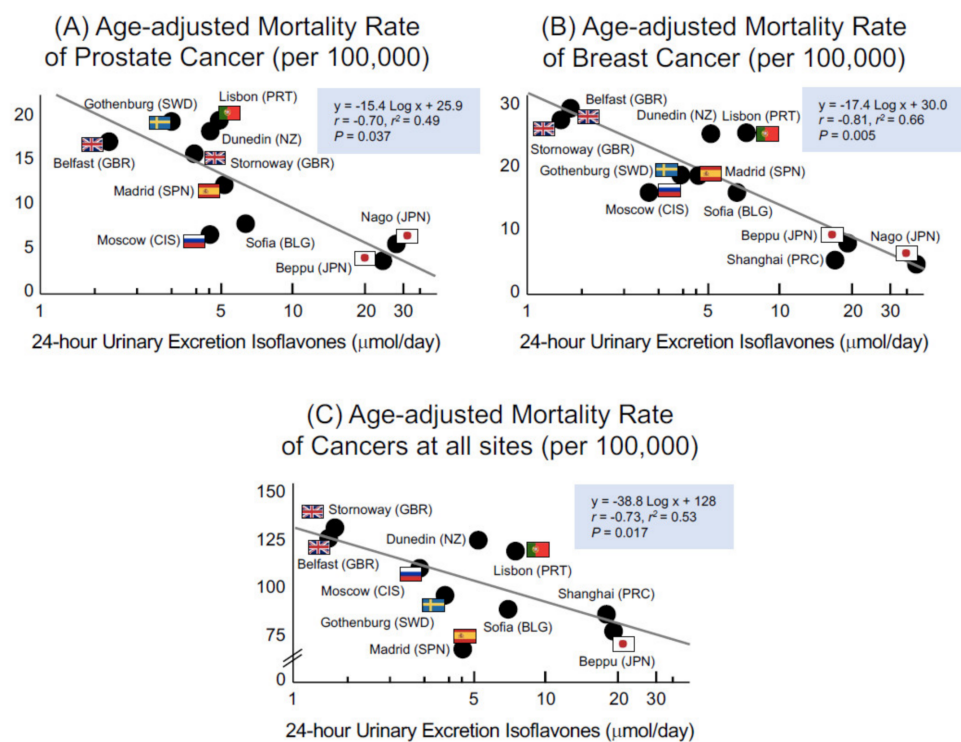 (A) Age-adjusted Mortality Rate
of Prostate Cancer (per 100,000)
y = -15.4 Log x + 25.9
r = -0.70, r² = 0.49
P = 0.037
20
15
10
5
0
Gothenburg (SWD)
Lisbon (PRT)
Dunedin (NZ)
Belfast (GBR)
Stornoway (GBR)
Madrid (SPN)
Moscow (CIS)
Sofia (BLG)
Nago (JPN)
Beppu (JPN)
1 5 10 20 30
24-hour Urinary Excretion Isoflavones (μmol/day)
(B) Age-adjusted Mortality Rate
of Breast Cancer (per 100,000)
y = -17.4 Log x + 30.0
r = -0.81, r² = 0.66
P = 0.005
30
20
10
0
Belfast (GBR)
Dunedin (NZ)
Lisbon (PRT)
Stornoway (GBR)
Gothenburg (SWD)
Madrid (SPN)
Moscow (CIS)
Sofia (BLG)
Beppu (JPN)
Nago (JPN)
Shanghai (PRC)
1 5 10 20 30
24-hour Urinary Excretion Isoflavones (μmol/day)
(C) Age-adjusted Mortality Rate
of Cancers at all sites (per 100,000)
y = -38.8 Log x + 128
r = -0.73, r² = 0.53
P = 0.017
150
125
100
75
0
Stornoway (GBR)
Dunedin (NZ)
Belfast (GBR)
Lisbon (PRT)
Moscow (CIS)
Shanghai (PRC)
Gothenburg (SWD)
Sofia (BLG)
Madrid (SPN)
Beppu (JPN)
1 5 10 20 30
24-hour Urinary Excretion Isoflavones (μmol/day)